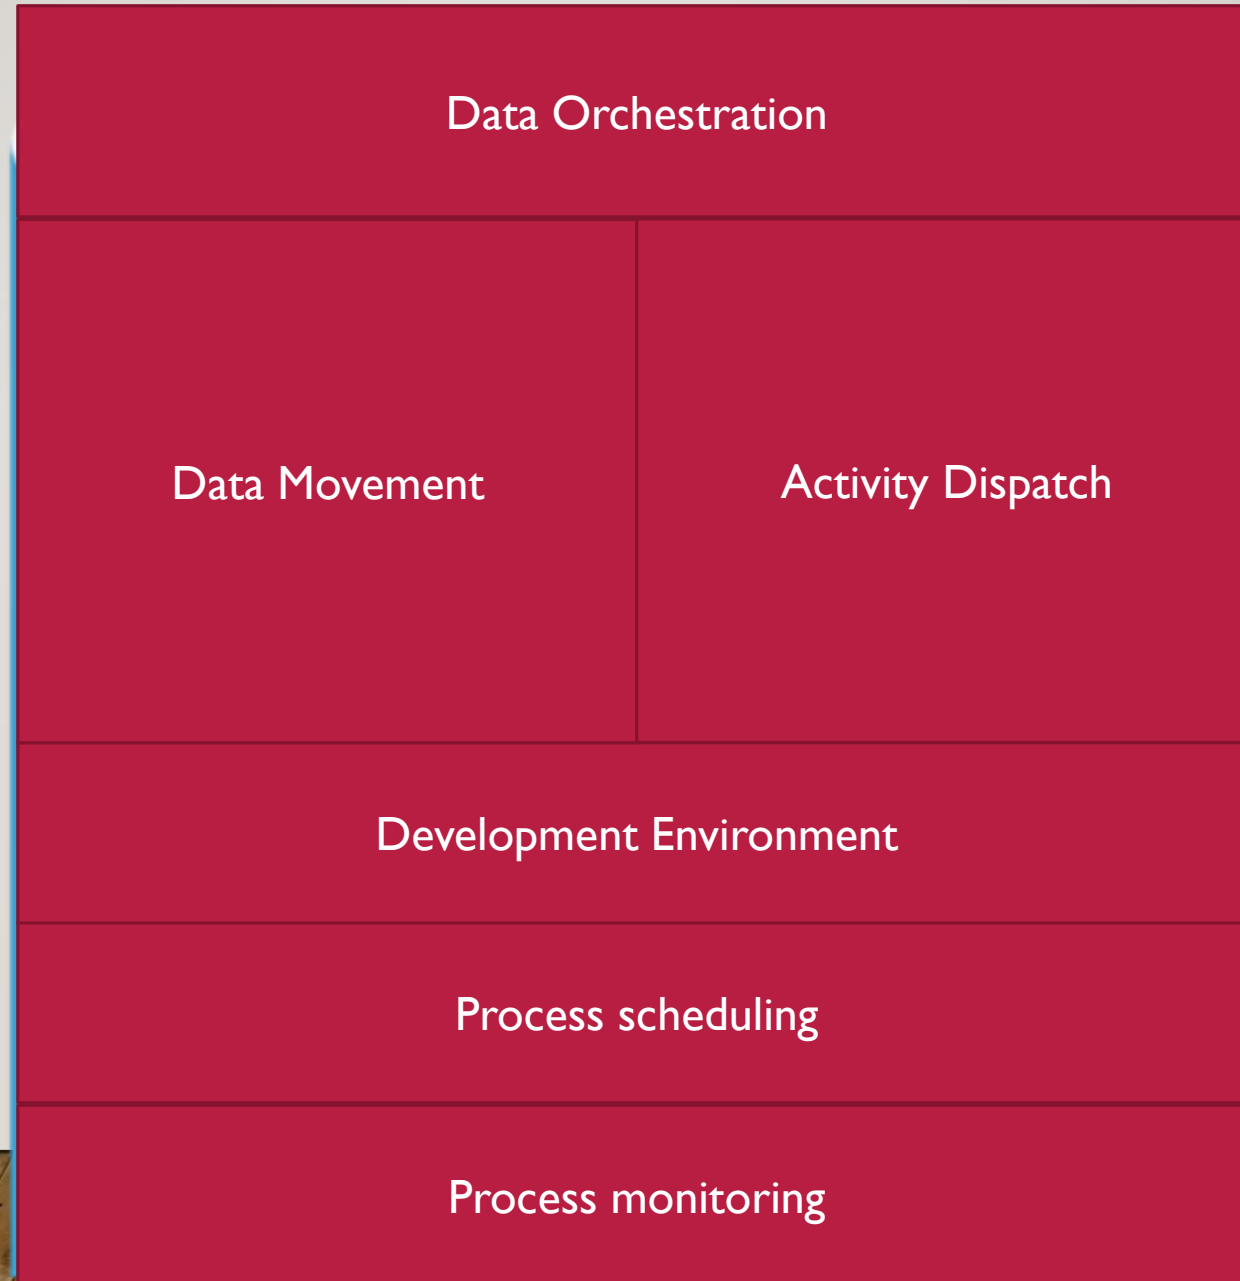 Data Orchestration
Data Movement
Activity Dispatch
Development Environment
Process scheduling
Process monitoring